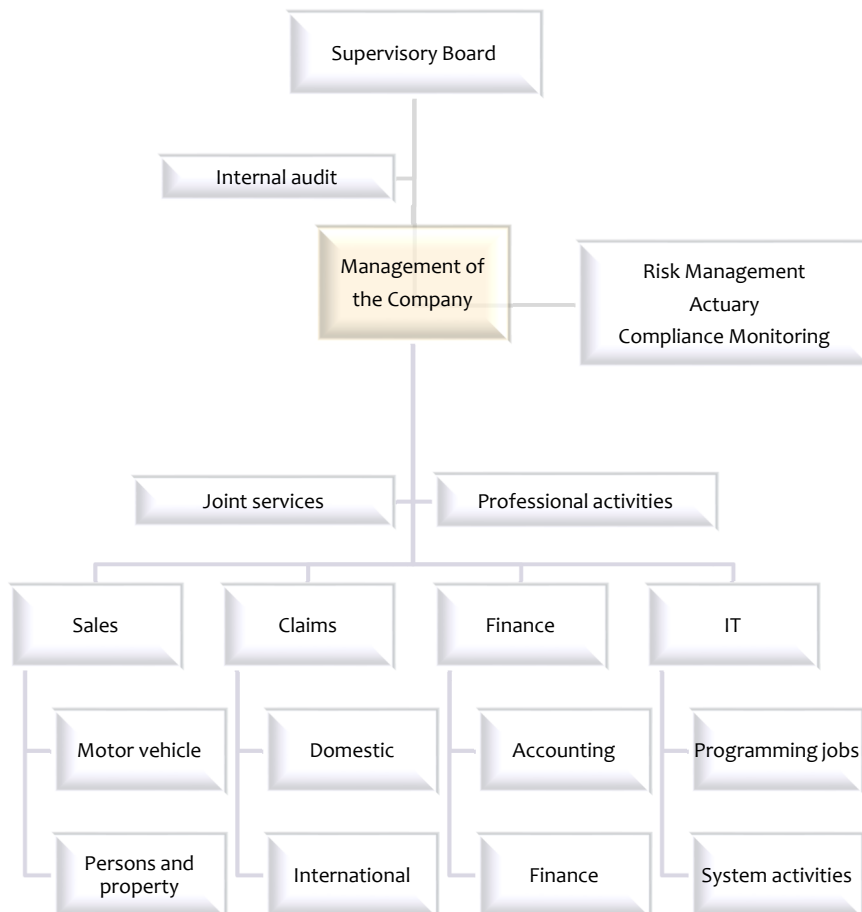 Supervisory Board
Internal audit
Management of
the Company
Risk Management
Actuary
Compliance Monitoring
Joint services
Professional activities
Sales
Claims
Finance
IT
Motor vehicle
Domestic
Accounting
Programming jobs
Persons and
property
International
Finance
System activities